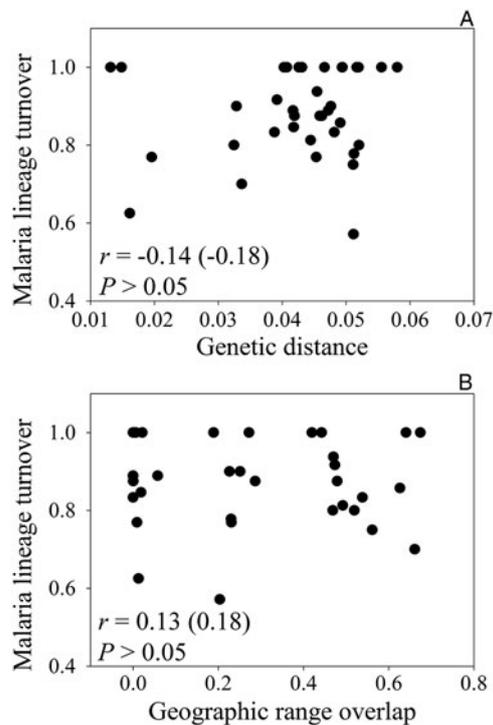 A
Malaria lineage turnover
1.0
0.8
0.6
0.4
r = -0.14 (-0.18)
P > 0.05
0.01 0.02 0.03 0.04 0.05 0.06 0.07
Genetic distance
B
Malaria lineage turnover
1.0
0.8
0.6
0.4
r = 0.13 (0.18)
P > 0.05
0.0 0.2 0.4 0.6 0.8
Geographic range overlap